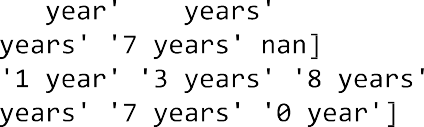 year'    years'
years' '7 years' nan]
'1 year' '3 years' '8 years'
years' '7 years' '0 year']